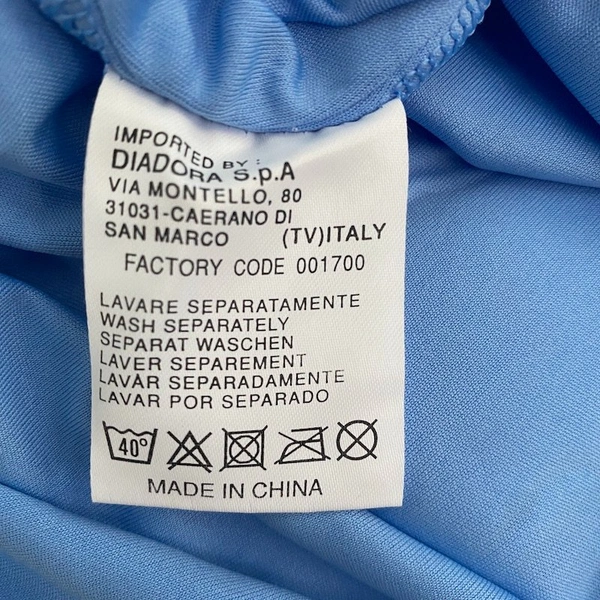 IMPORTED BY:
DIADORA S.p.A
VIA MONTELLO, 80
31031-CAERANO DI
SAN MARCO (TV)ITALY
FACTORY CODE 001700
LAVARE SEPARATAMENTE
WASH SEPARATELY
SEPARAT WASCHEN
LAVER SEPAREMENT
LAVAR SEPARADAMENTE
LAVAR POR SEPARADO
40°
MADE IN CHINA